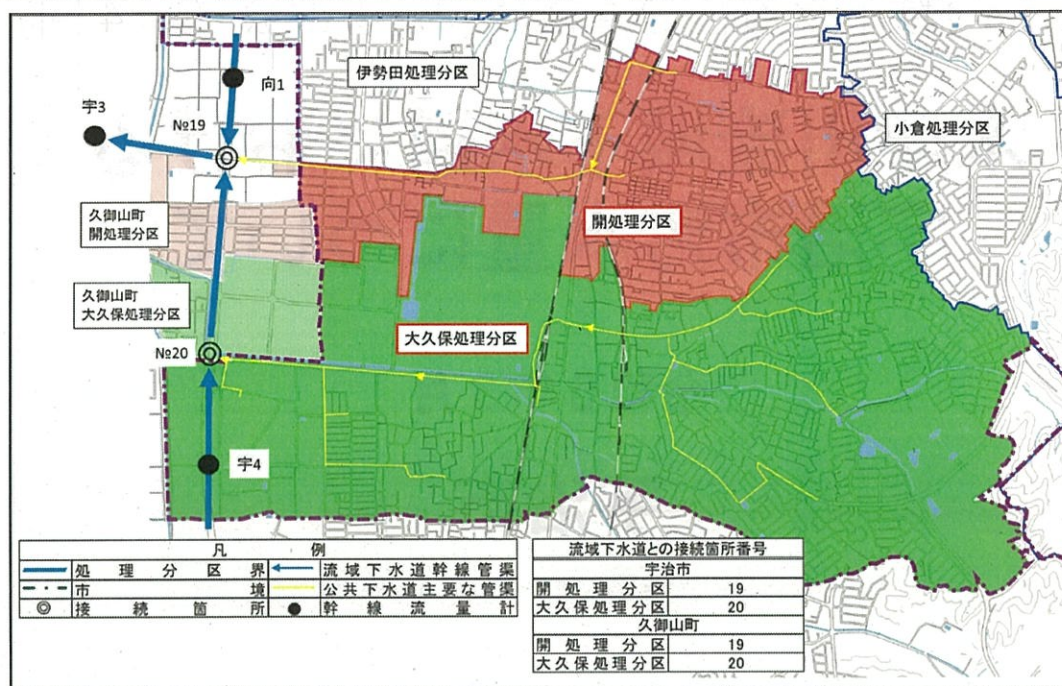 伊勢田処理分区
向1
宇3
№19
小倉処理分区
久御山町
開処理分区
開処理分区
久御山町
大久保処理分区
大久保処理分区
№20
宇4
凡例
処理分区界
流域下水道幹線管渠
市境
公共下水道主要な管渠
接続箇所
幹線流量計
流域下水道との接続箇所番号
宇治市
開処理分区 19
大久保処理分区 20
久御山町
開処理分区 19
大久保処理分区 20